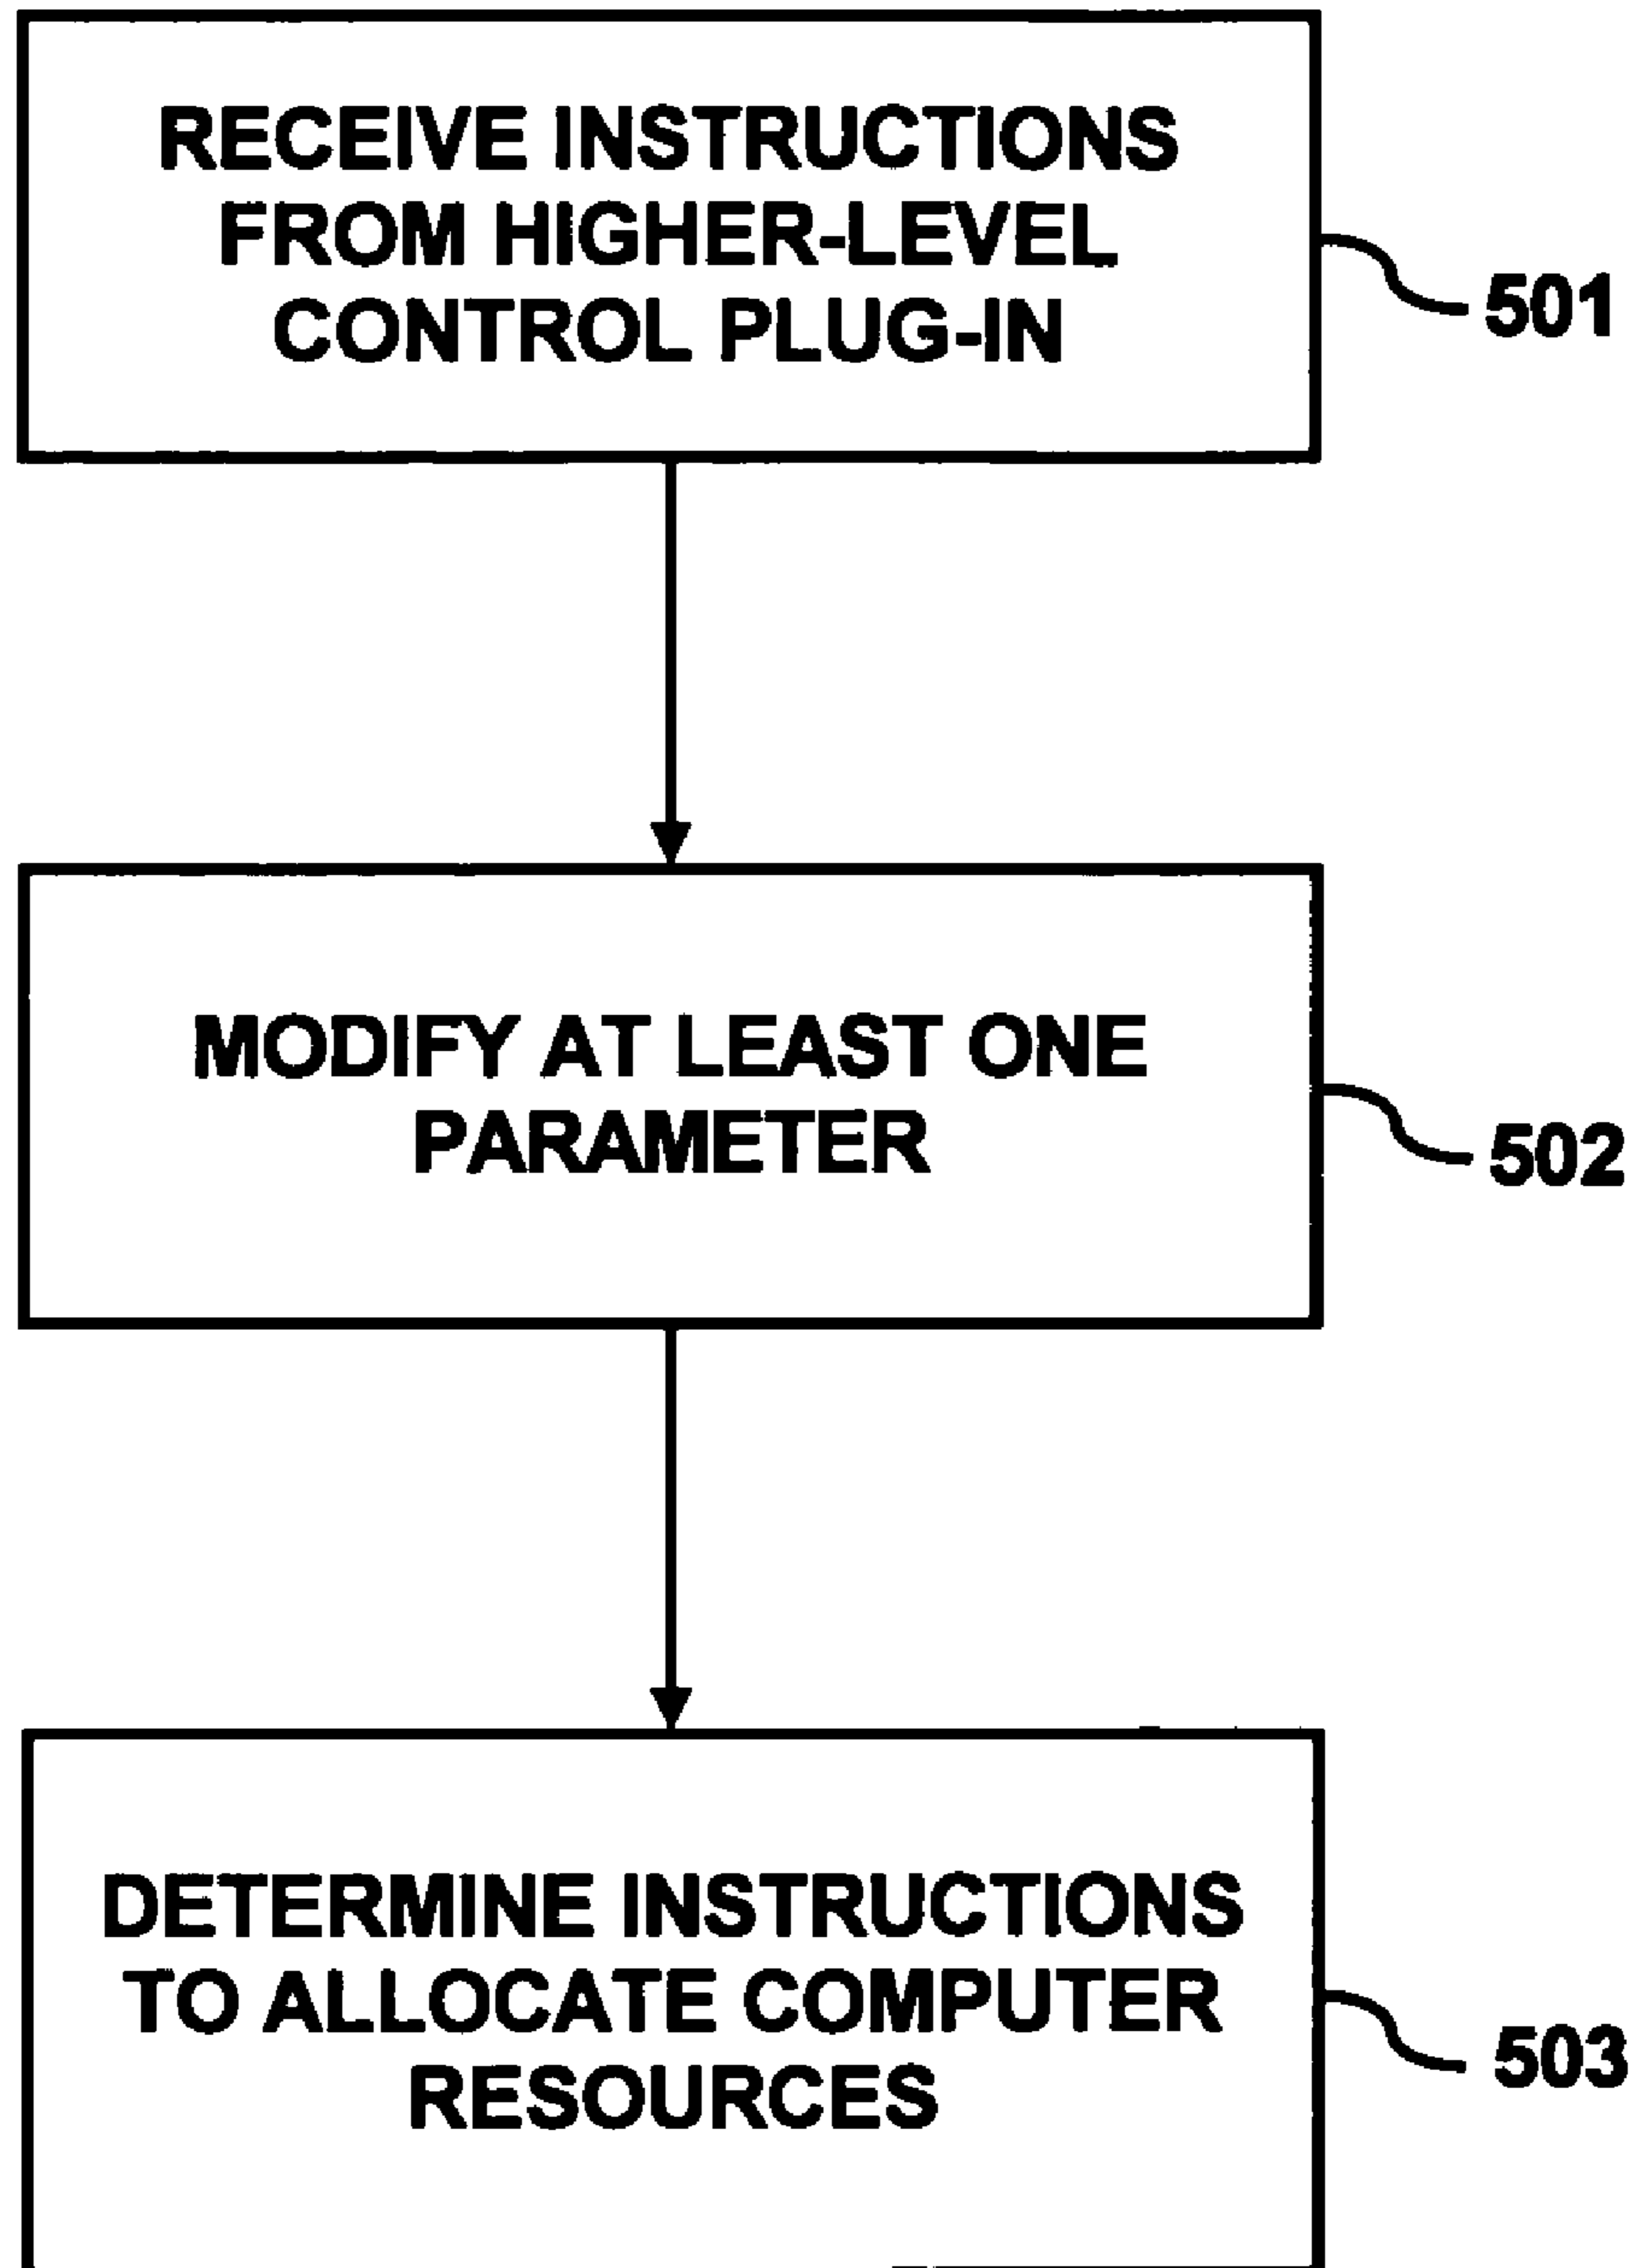 RECEIVE INSTRUCTIONS
FROM HIGHER-LEVEL
CONTROL PLUG-IN
501
MODIFY AT LEAST ONE
PARAMETER
502
DETERMINE INSTRUCTIONS
TO ALLOCATE COMPUTER
RESOURCES
503